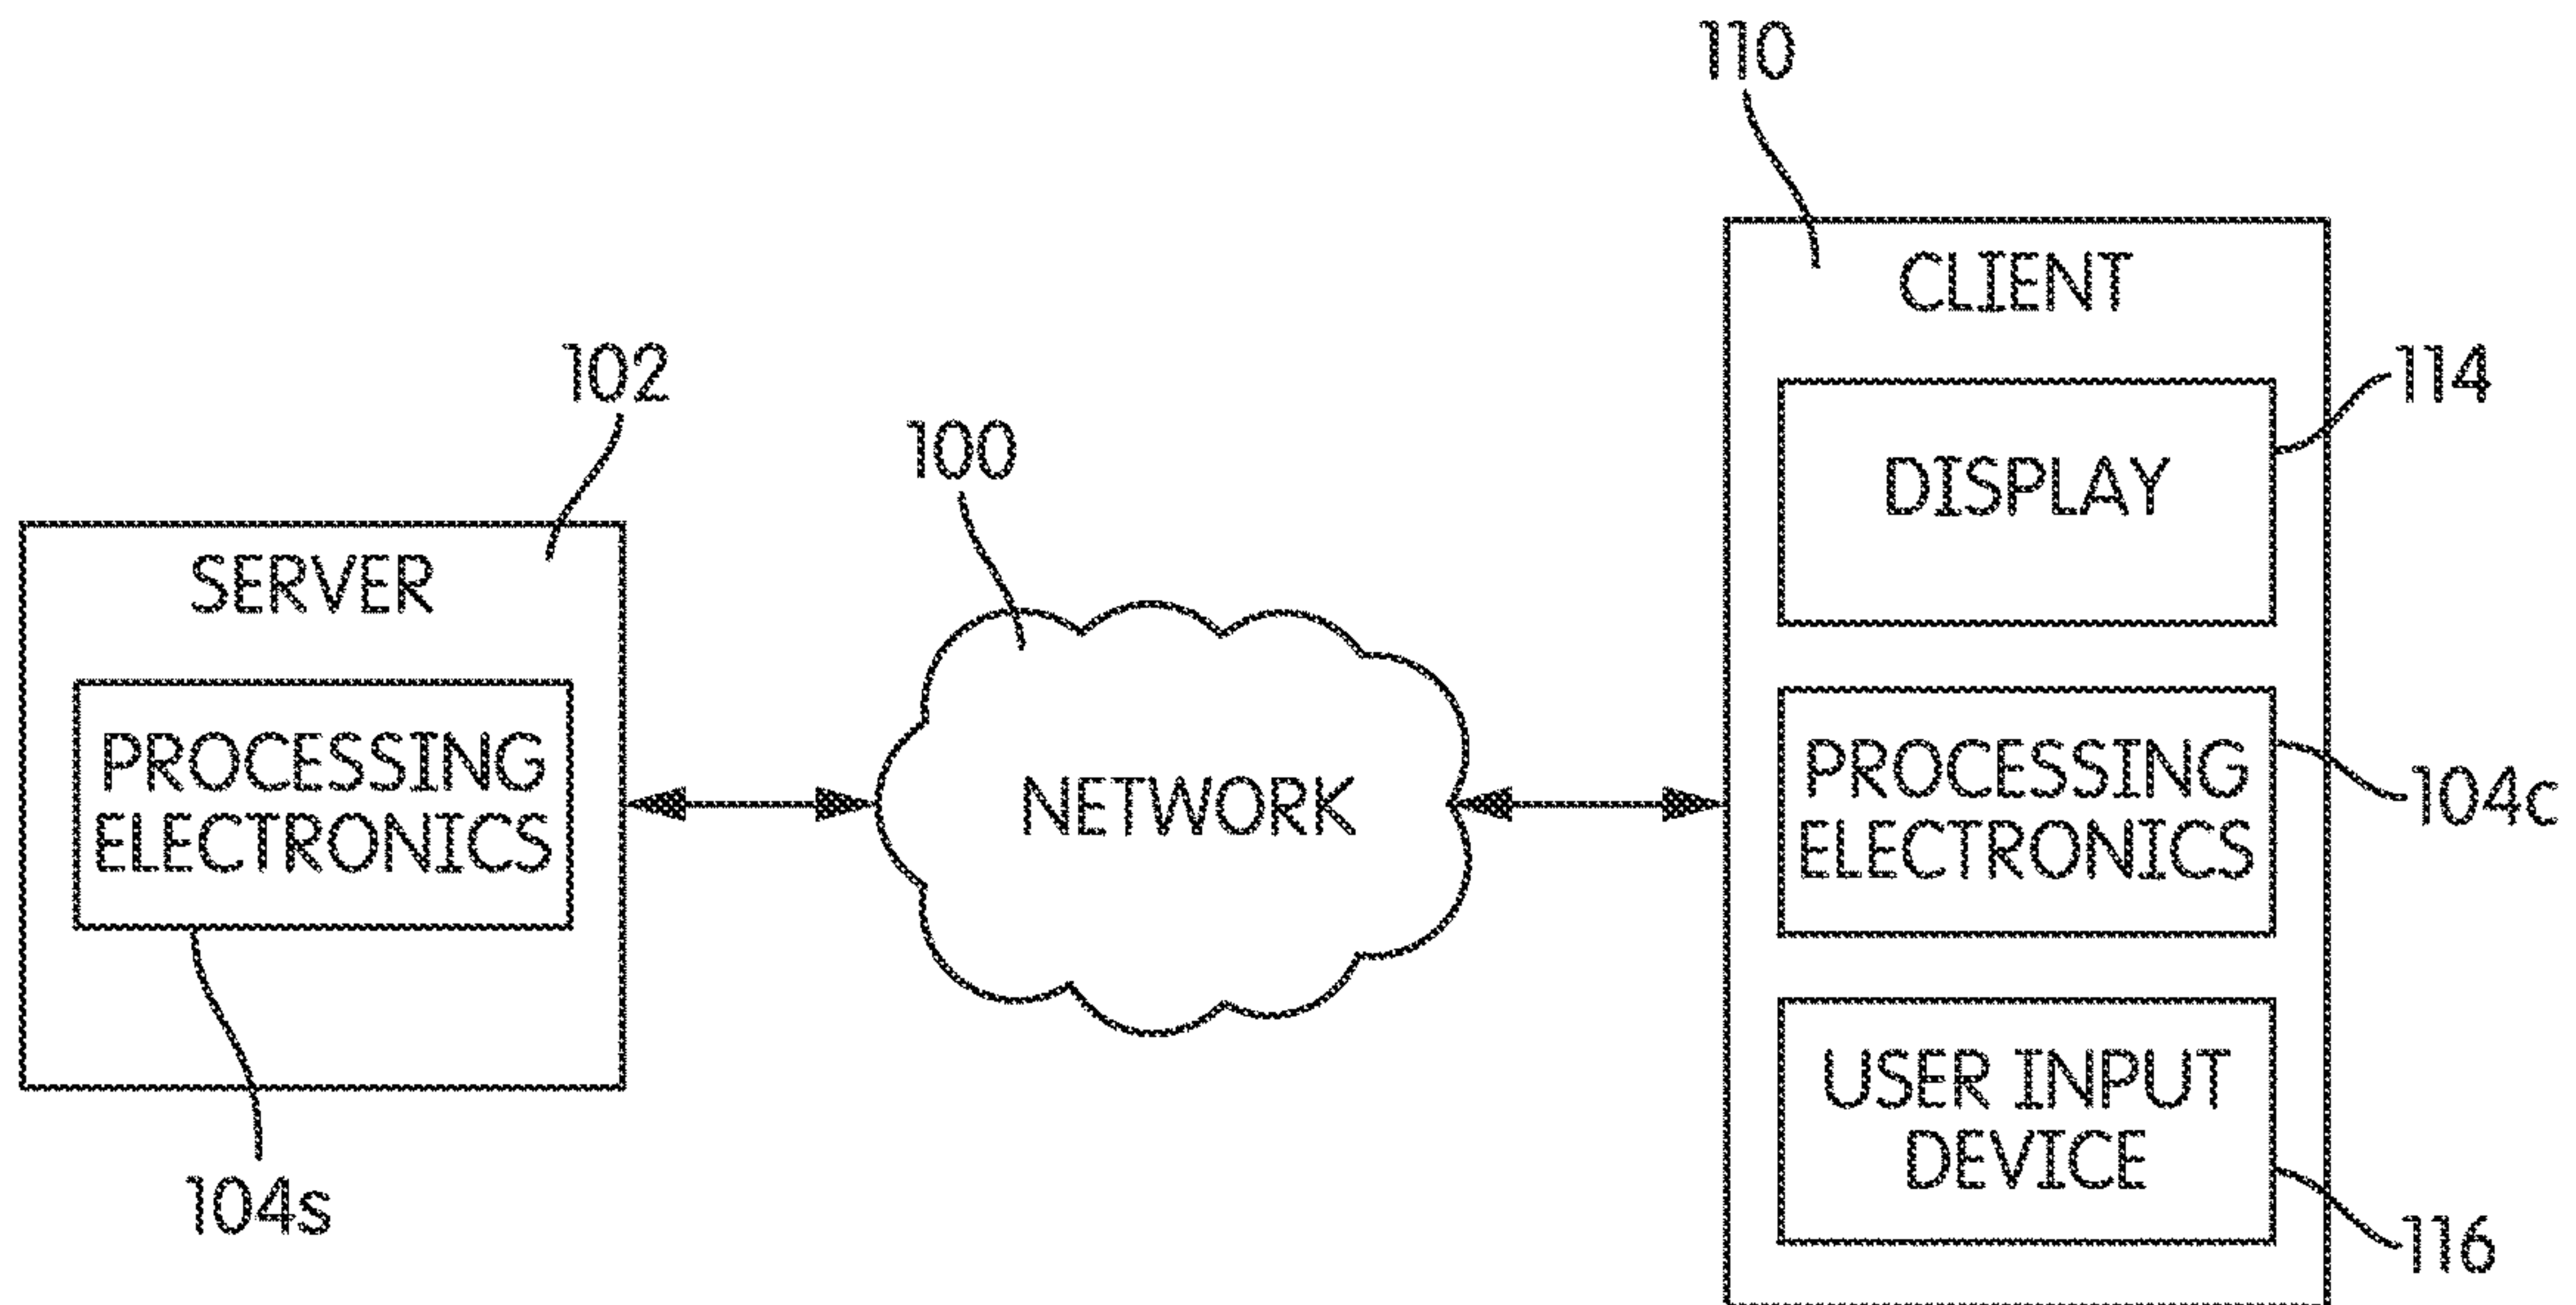 110
CLIENT
114
DISPLAY
102
100
SERVER
PROCESSING
ELECTRONICS
NETWORK
PROCESSING
ELECTRONICS
104c
USER INPUT
DEVICE
104s
116